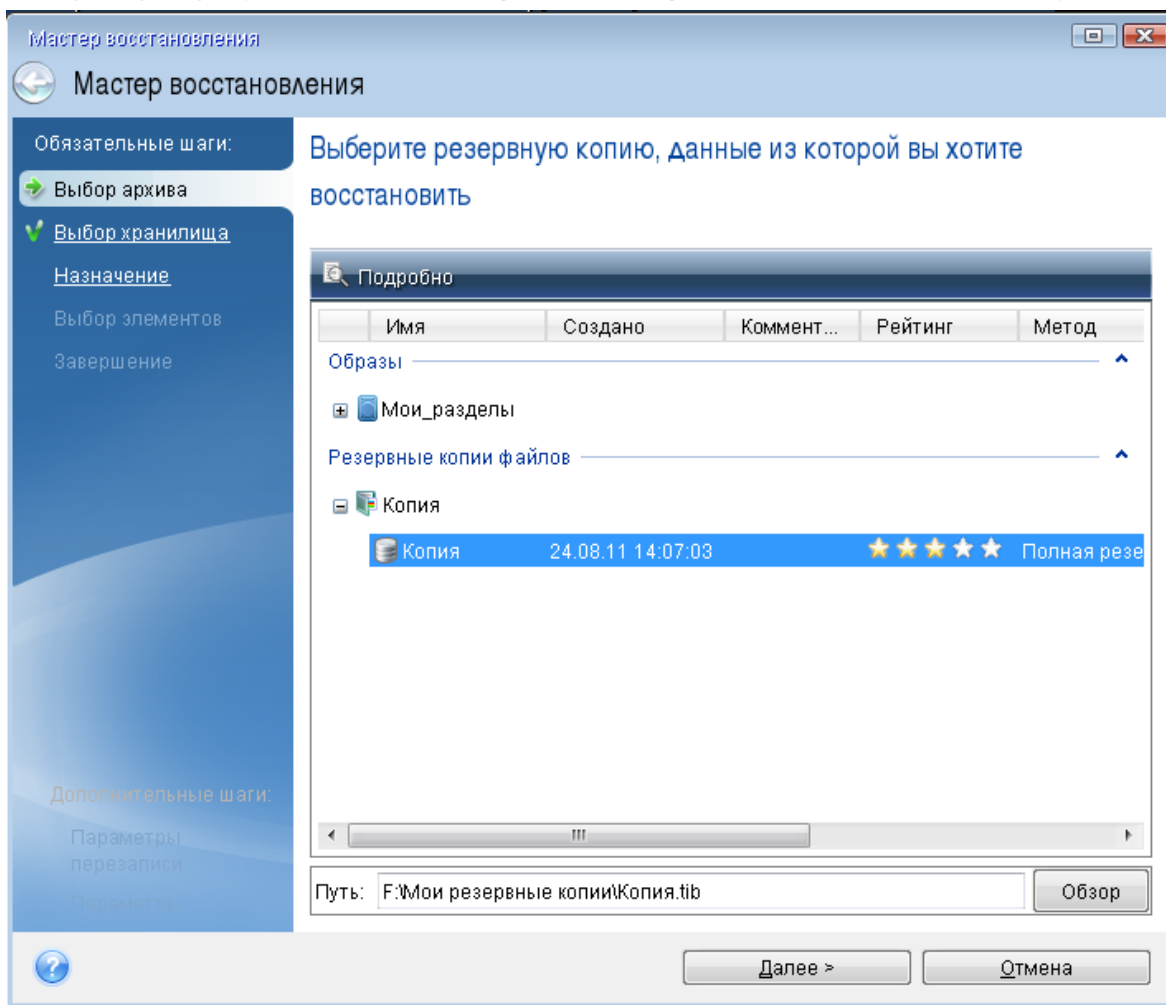 Мастер восстановления
Мастер восстановления
Обязательные шаги:
Выбор архива
Выбор хранилища
Назначение
Выбор элементов
Завершение
Дополнительные шаги:
Параметры
перезаписи
Параметры
Выберите резервную копию, данные из которой вы хотите
восстановить
Подробно
Имя Создано Коммент... Рейтинг Метод
Образы
Мои_разделы
Резервные копии файлов
Копия
Копия 24.08.11 14:07:03 Полная резе
Путь: F:\Мои резервные копии\Копия.tib Обзор
Далее > Отмена